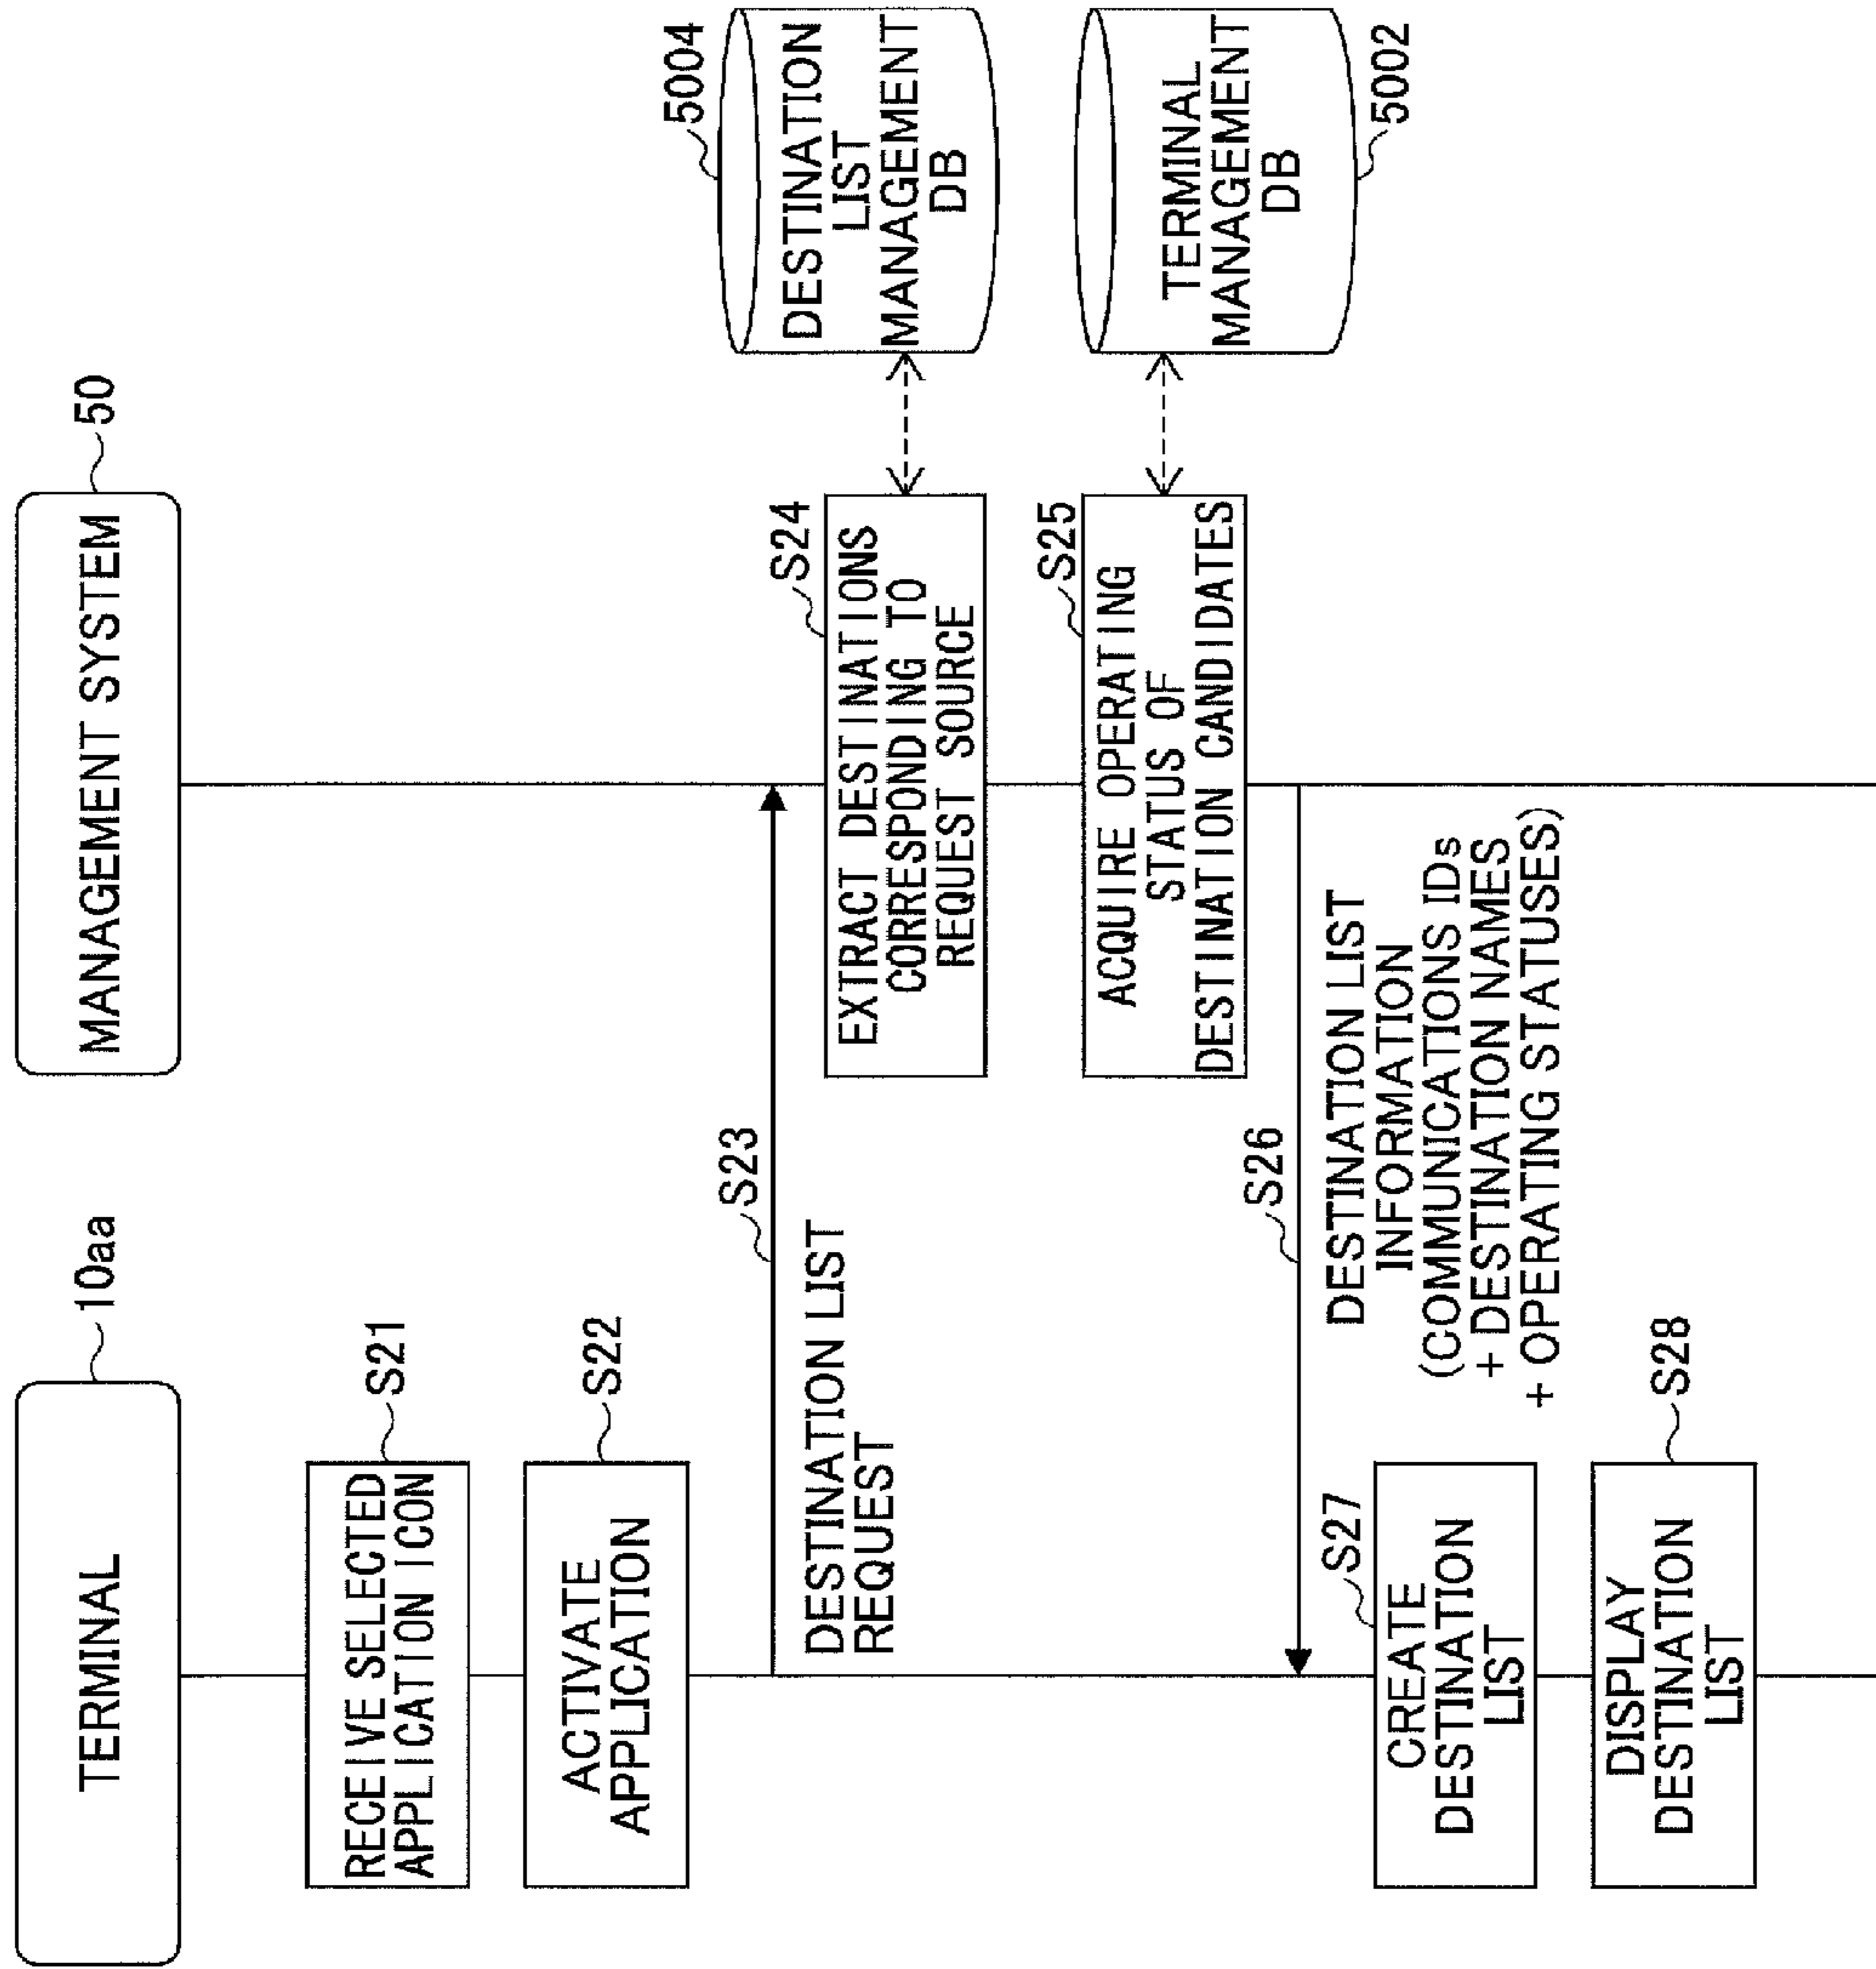 TERMINAL
10aa
MANAGEMENT SYSTEM
50
RECEIVE SELECTED
APPLICATION ICON
S21
ACTIVATE
APPLICATION
S22
S23
DESTINATION LIST
REQUEST
S24
EXTRACT DESTINATIONS
CORRESPONDING TO
REQUEST SOURCE
5004
DESTINATION
LIST
MANAGEMENT
DB
S25
ACQUIRE OPERATING
STATUS OF
DESTINATION CANDIDATES
TERMINAL
MANAGEMENT
DB
5002
S26
DESTINATION LIST
INFORMATION
(COMMUNICATIONS IDs
+ DESTINATION NAMES
+ OPERATING STATUSES)
S27
CREATE
DESTINATION
LIST
S28
DISPLAY
DESTINATION
LIST